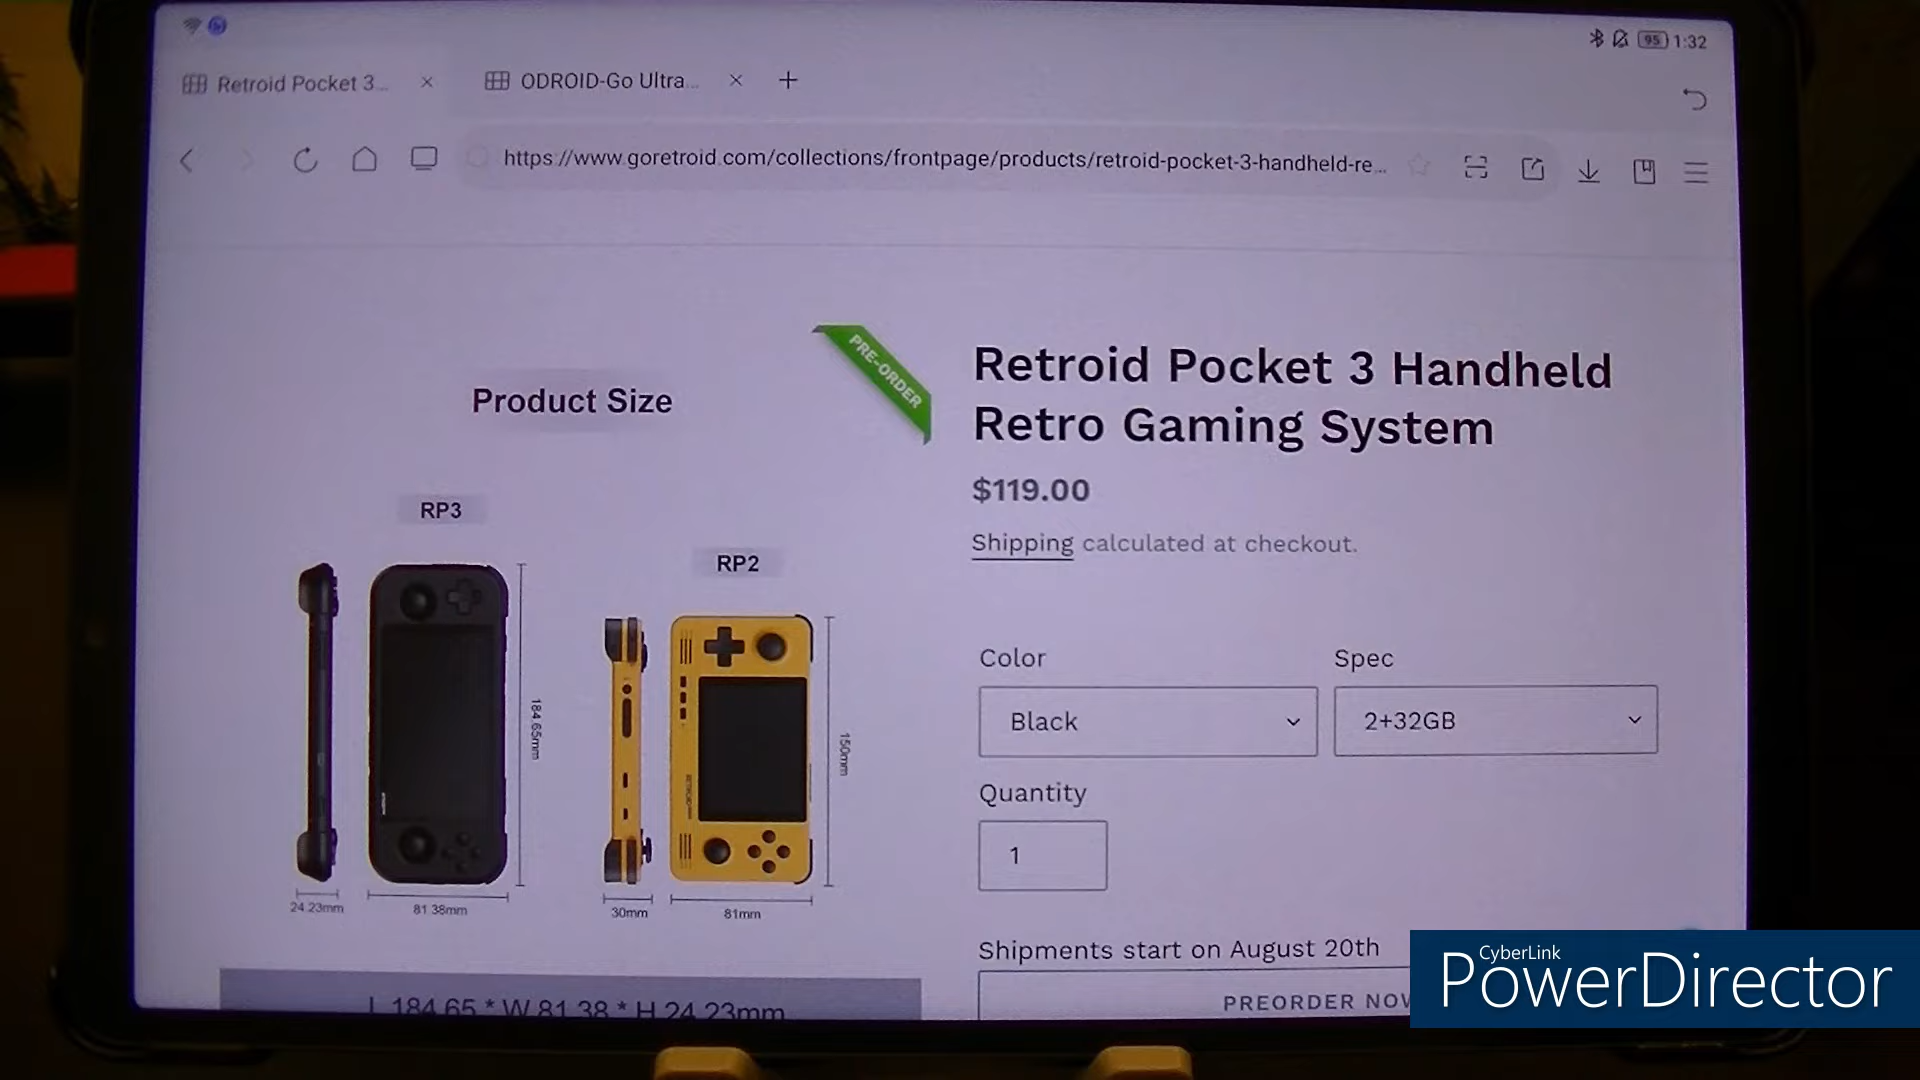 95 1:32
Retroid Pocket 3...
ODROID-Go Ultra...
https://www.goretroid.com/collections/frontpage/products/retroid-pocket-3-handheld-re...
PRE-ORDER
Product Size
RP3
RP2
184.65mm
150mm
24.23mm
81.38mm
30mm
81mm
L 184.65 * W 81.38 * H 24.23mm
Retroid Pocket 3 Handheld
Retro Gaming System
$119.00
Shipping calculated at checkout.
Color
Spec
Black
2+32GB
Quantity
1
Shipments start on August 20th
PREORDER NOW
CyberLink
PowerDirector